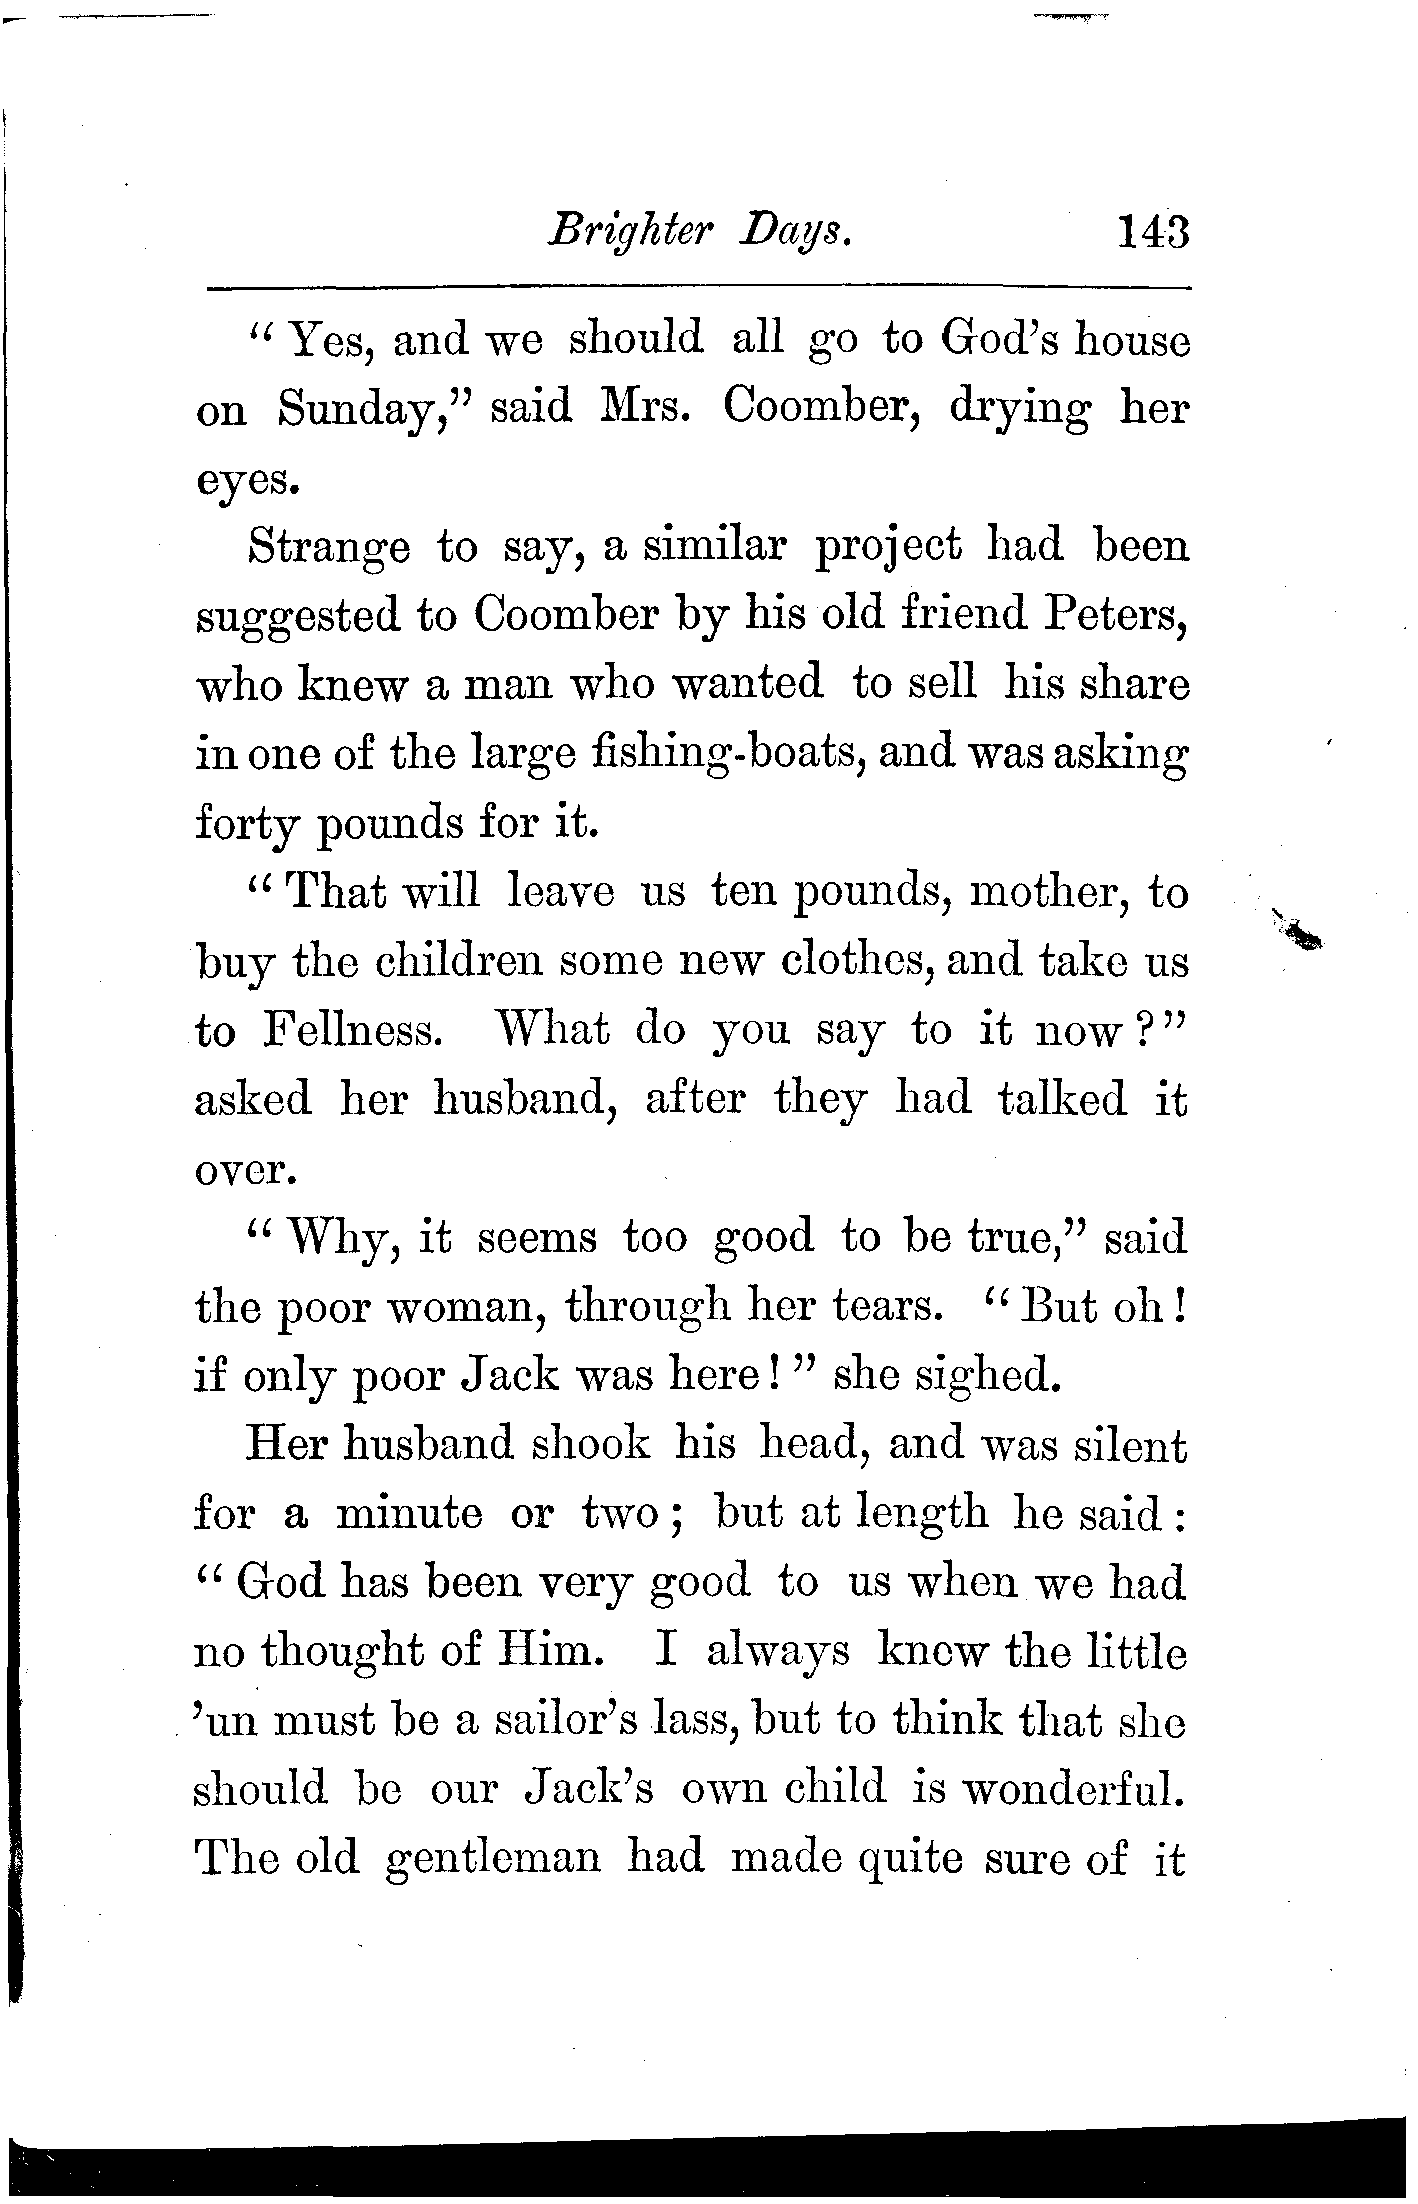 Brighter Days. 143
“ Yes, and we should all go to God’s house
on Sunday,” said Mrs. Coomber, drying her
eyes.
Strange to say, a similar project had been
suggested to Coomber by his old friend Peters,
who knew a man who wanted to sell his share
in one of the large fishing-boats, and was asking
forty pounds for it.
“ That will leave us ten pounds, mother, to
buy the children some new clothes, and take us
to Fellness. What do you say to it now ?”
asked her husband, after they had talked it
over.
“ Why, it seems too good to be true,” said
the poor woman, through her tears. “ But oh !
if only poor Jack was here ! ” she sighed.
Her husband shook his head, and was silent
for a minute or two ; but at length he said :
“ God has been very good to us when we had
no thought of Him. I always knew the little
’un must be a sailor’s lass, but to think that she
should be our Jack’s own child is wonderful.
The old gentleman had made quite sure of it